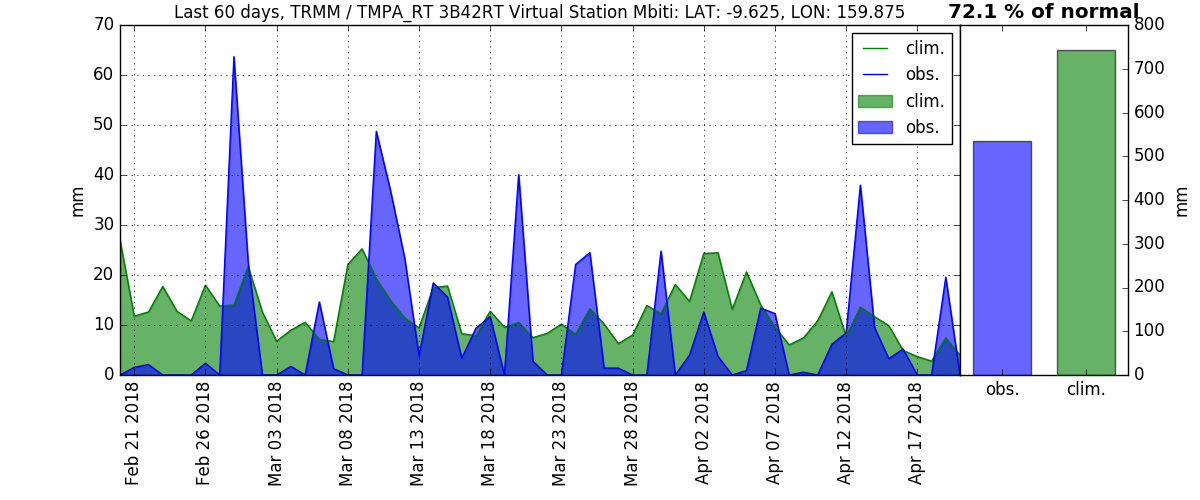 Last 60 days, TRMM / TMPA_RT 3B42RT Virtual Station Mbiti: LAT: -9.625, LON: 159.875
72.1 % of normal
70
60
50
40
30
20
10
0
mm
clim.
obs.
clim.
obs.
800
700
600
500
400
300
200
100
0
mm
obs.
clim.
Feb 21 2018
Feb 26 2018
Mar 03 2018
Mar 08 2018
Mar 13 2018
Mar 18 2018
Mar 23 2018
Mar 28 2018
Apr 02 2018
Apr 07 2018
Apr 12 2018
Apr 17 2018